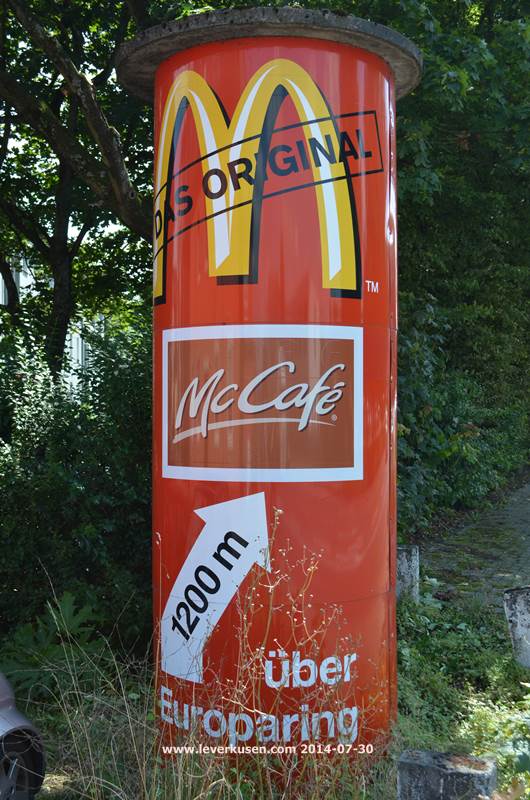 DAS ORIGINAL
TM
McCafé®
1200 m
über
Europaring
www.leverkusen.com 2014-07-30